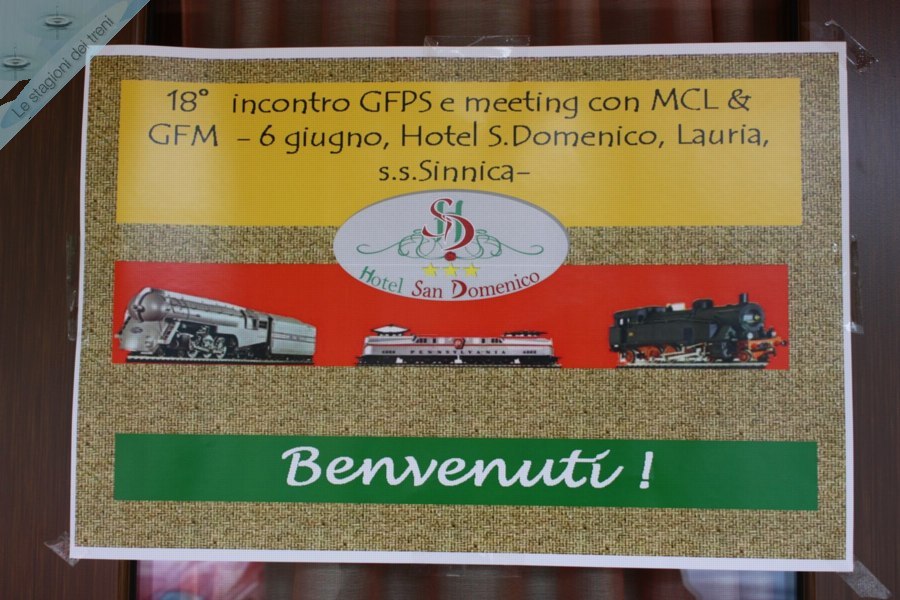 Le stagioni dei treni
18° incontro GFPS e meeting con MCL &
GFM - 6 giugno, Hotel S.Domenico, Lauria,
s.s.Sinnica-
Hotel San Domenico
PENNSYLVANIA
Benvenuti !